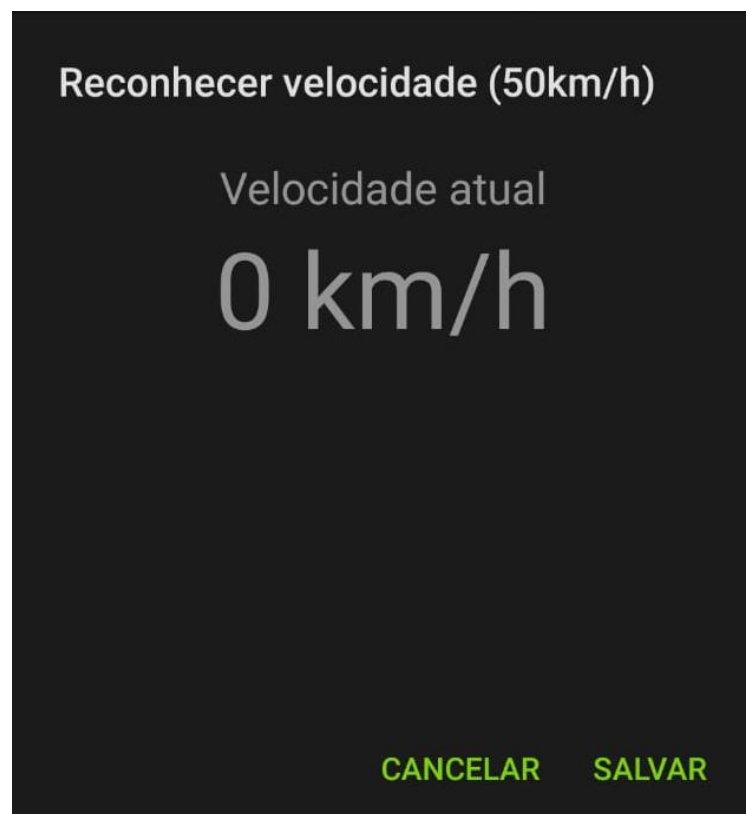 Reconhecer velocidade (50km/h)
Velocidade atual
0 km/h
CANCELAR SALVAR